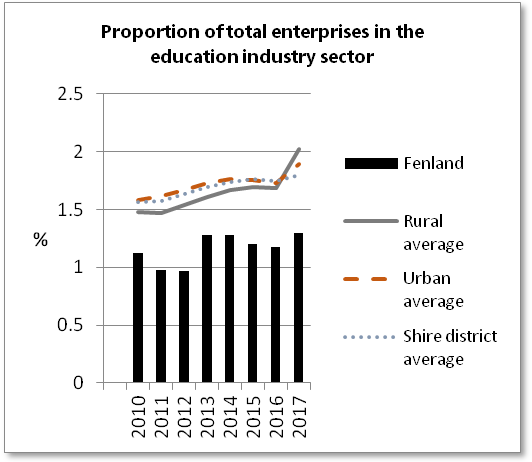 Proportion of total enterprises in the
education industry sector
2.5
2
1.5
1
0.5
0
%
2010
2011
2012
2013
2014
2015
2016
2017
Fenland
Rural
average
Urban
average
Shire district
average